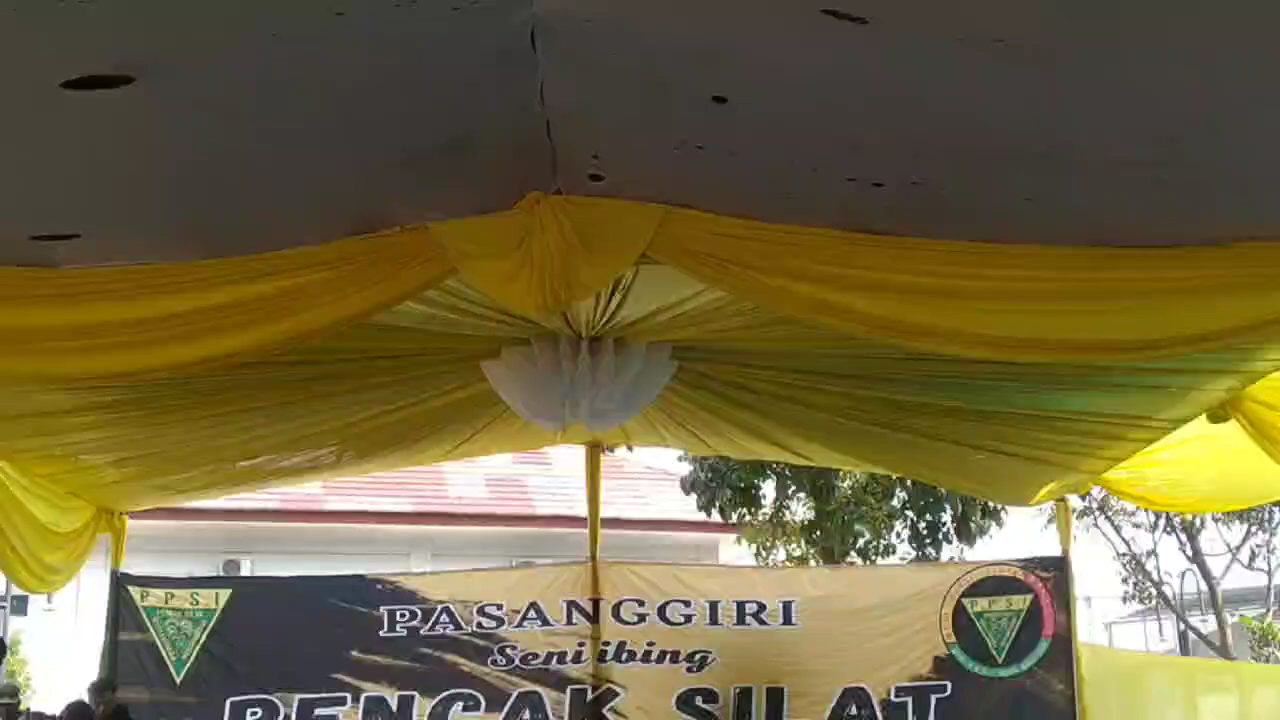 PPSI
PPSI
PASANGGIRI
Seni ibing
PENCAK SILAT